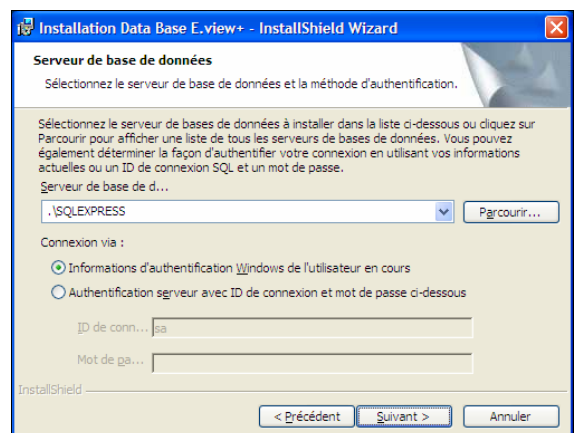 Installation Data Base E.view+ - InstallShield Wizard
Serveur de base de données
Sélectionnez le serveur de base de données et la méthode d'authentification.
Sélectionnez le serveur de bases de données à installer dans la liste ci-dessous ou cliquez sur
Parcourir pour afficher une liste de tous les serveurs de bases de données. Vous pouvez
également déterminer la façon d'authentifier votre connexion en utilisant vos informations
actuelles ou un ID de connexion SQL et un mot de passe.
Serveur de base de d...
.\SQLEXPRESS
Parcourir...
Connexion via :
Informations d'authentification Windows de l'utilisateur en cours
Authentification serveur avec ID de connexion et mot de passe ci-dessous
ID de conn... sa
Mot de pa...
InstallShield
< Précédent Suivant > Annuler